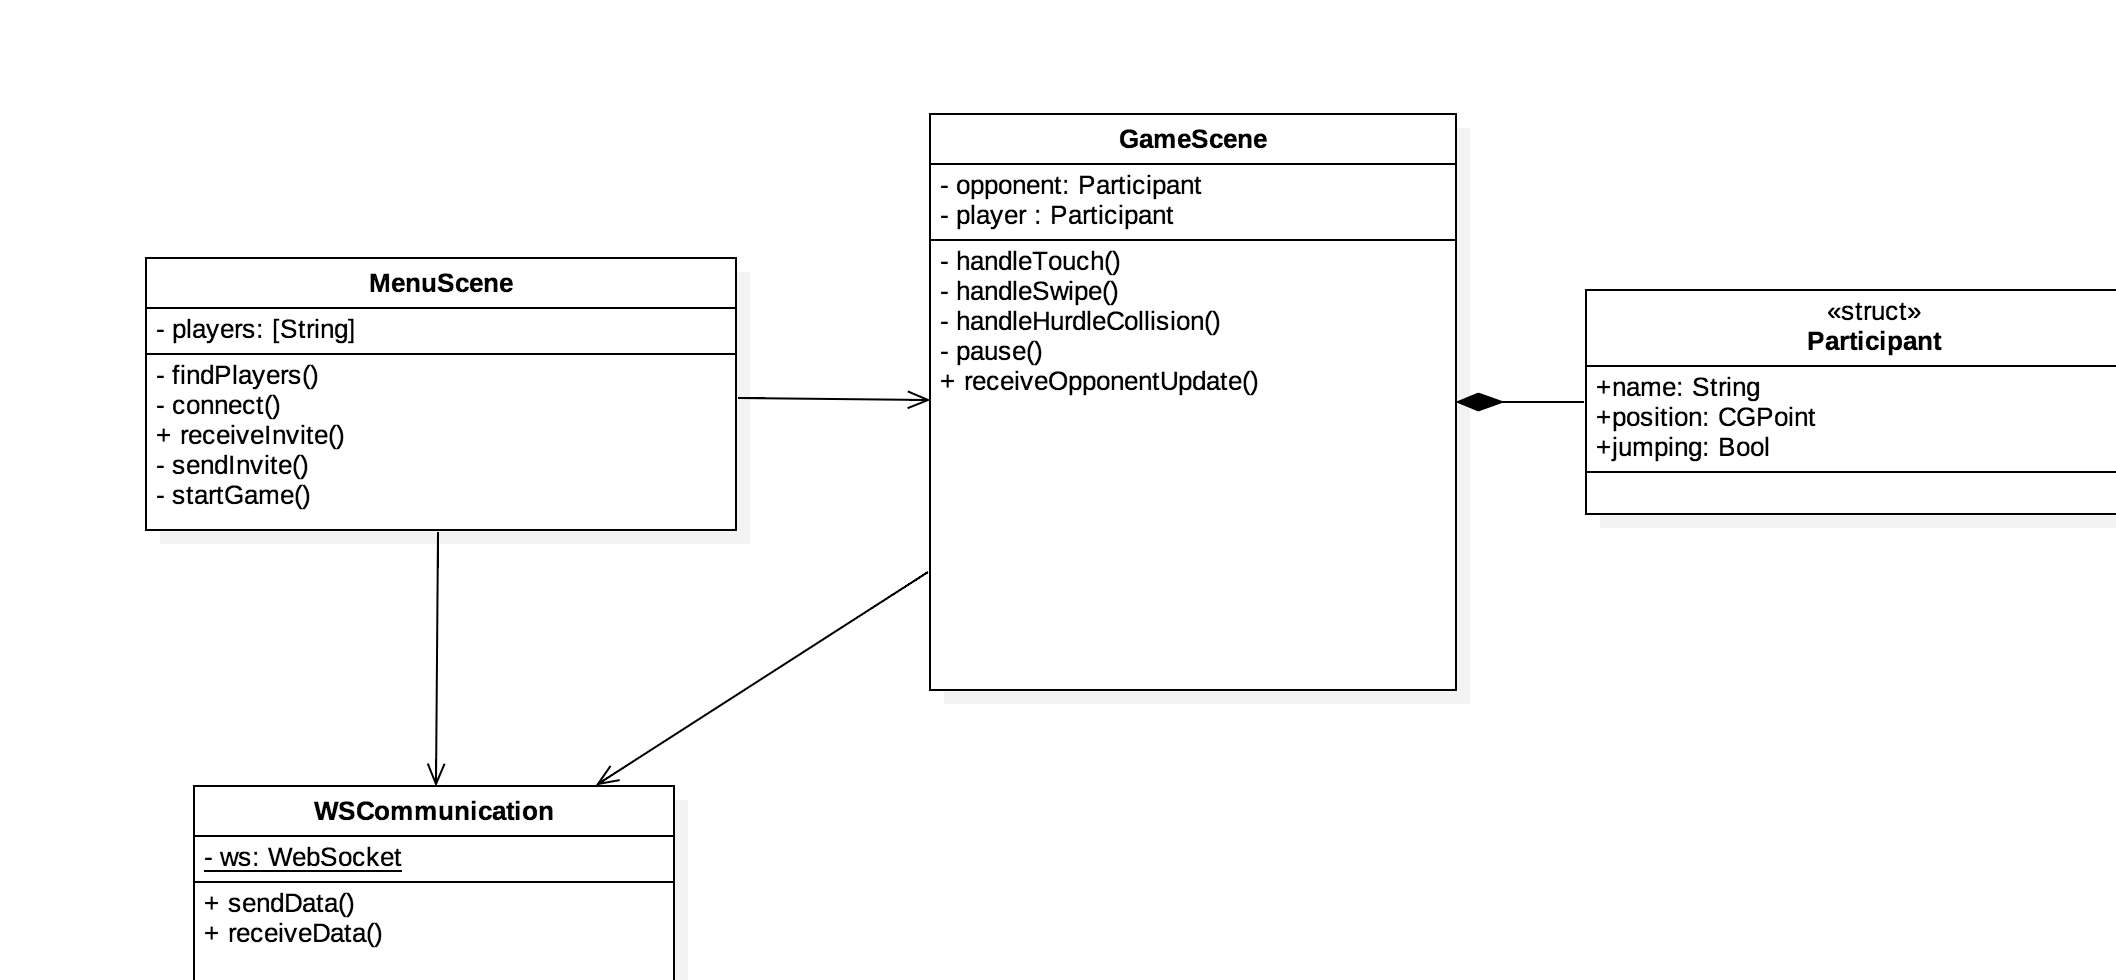 GameScene
- opponent: Participant
- player : Participant
- handleTouch()
- handleSwipe()
- handleHurdleCollision()
- pause()
+ receiveOpponentUpdate()
MenuScene
- players: [String]
- findPlayers()
- connect()
+ receiveInvite()
- sendInvite()
- startGame()
«struct»
Participant
+name: String
+position: CGPoint
+jumping: Bool
WSCommunication
- ws: WebSocket
+ sendData()
+ receiveData()